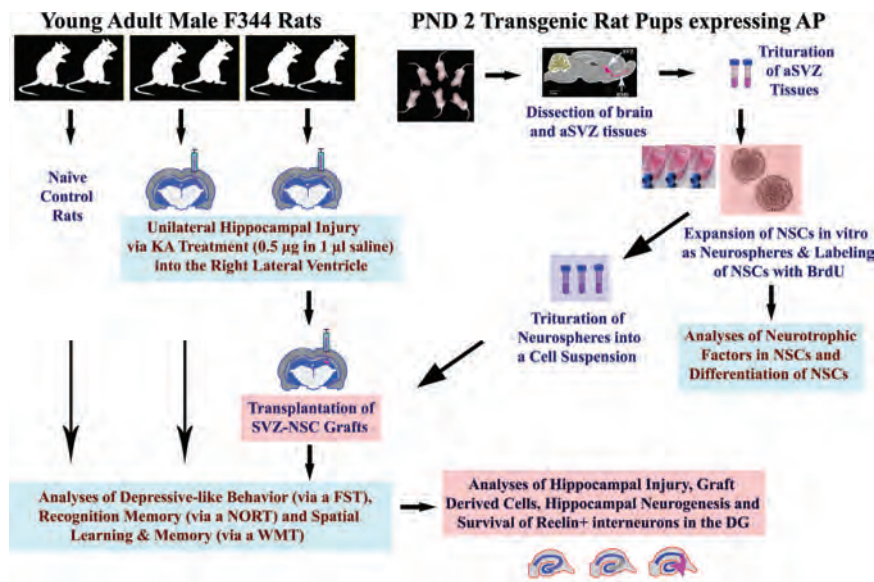 Young Adult Male F344 Rats
PND 2 Transgenic Rat Pups expressing AP
Dissection of brain
and aSVZ tissues
Trituration
of aSVZ
Tissues
Naive
Control
Rats
Unilateral Hippocampal Injury
via KA Treatment (0.5 µg in 1 µl saline)
into the Right Lateral Ventricle
Expansion of NSCs in vitro
as Neurospheres & Labeling
of NSCs with BrdU
Trituration of
Neurospheres into
a Cell Suspension
Analyses of Neurotrophic
Factors in NSCs and
Differentiation of NSCs
Transplantation of
SVZ-NSC Grafts
Analyses of Depressive-like Behavior (via a FST),
Recognition Memory (via a NORT) and Spatial
Learning & Memory (via a WMT)
Analyses of Hippocampal Injury, Graft
Derived Cells, Hippocampal Neurogenesis and
Survival of Reelin+ interneurons in the DG